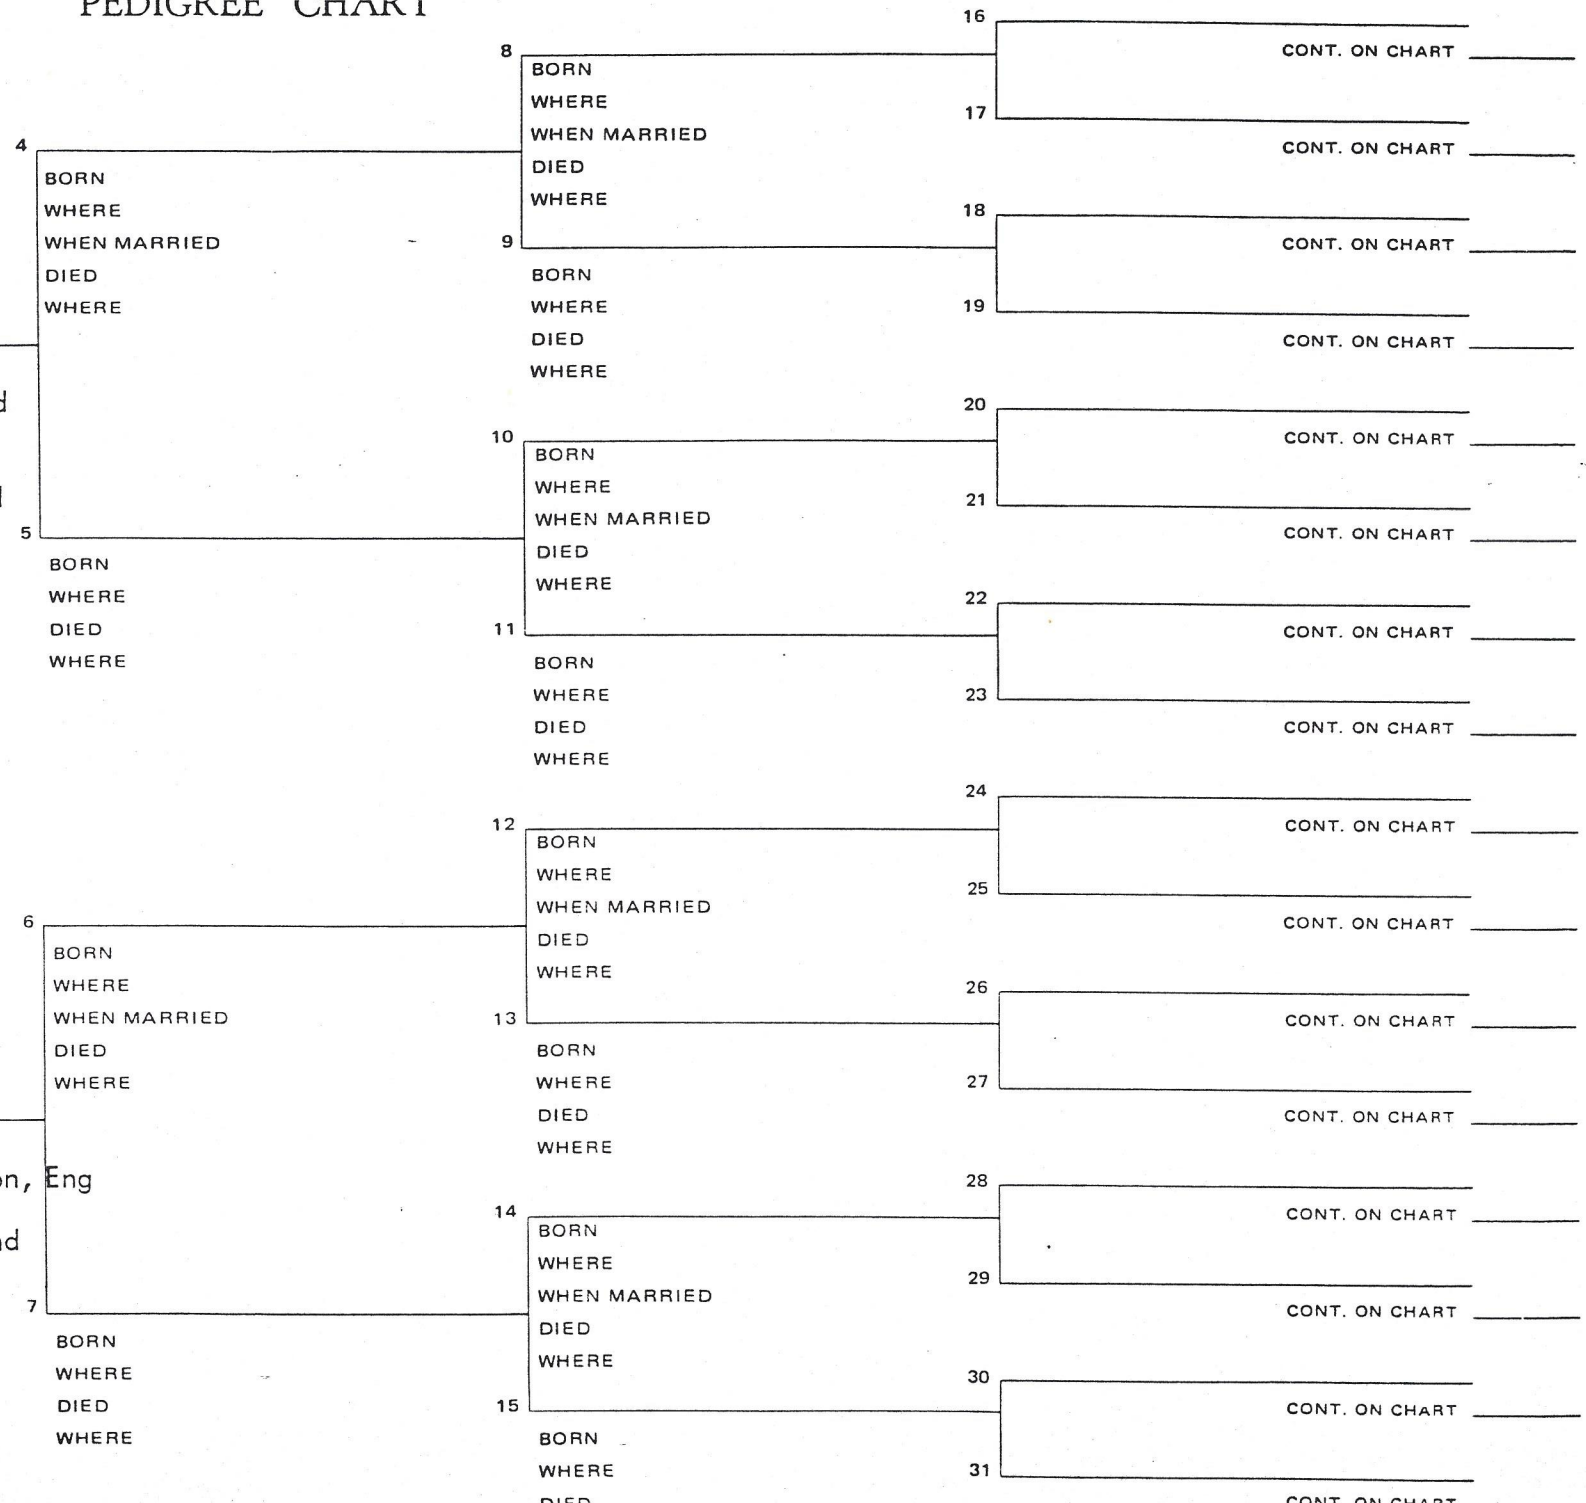 PEDIGREE CHART
4
BORN
WHERE
WHEN MARRIED
DIED
WHERE
5
BORN
WHERE
DIED
WHERE
6
BORN
WHERE
WHEN MARRIED
DIED
WHERE
Eng
7
BORN
WHERE
DIED
WHERE
8
BORN
WHERE
WHEN MARRIED
DIED
WHERE
9
BORN
WHERE
DIED
WHERE
10
BORN
WHERE
WHEN MARRIED
DIED
WHERE
11
BORN
WHERE
DIED
WHERE
12
BORN
WHERE
WHEN MARRIED
DIED
WHERE
13
BORN
WHERE
DIED
WHERE
14
BORN
WHERE
WHEN MARRIED
DIED
WHERE
15
BORN
WHERE
DIED
16
CONT. ON CHART
17
CONT. ON CHART
18
CONT. ON CHART
19
CONT. ON CHART
20
CONT. ON CHART
21
CONT. ON CHART
22
CONT. ON CHART
23
CONT. ON CHART
24
CONT. ON CHART
25
CONT. ON CHART
26
CONT. ON CHART
27
CONT. ON CHART
28
CONT. ON CHART
29
CONT. ON CHART
30
CONT. ON CHART
31
CONT. ON CHART